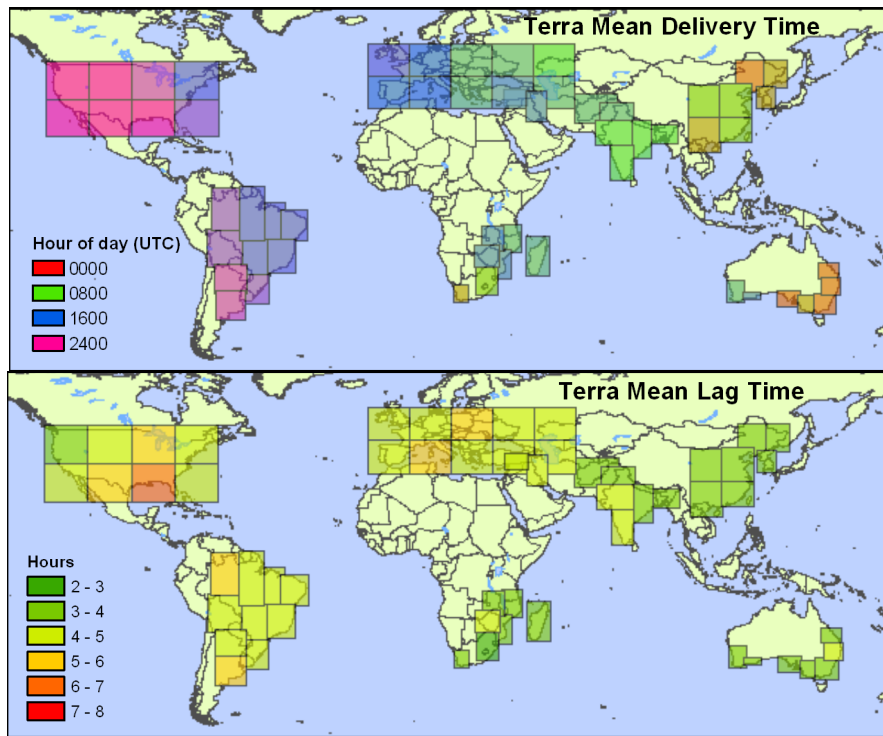 Terra Mean Delivery Time
Hour of day (UTC)
0000
0800
1600
2400
Terra Mean Lag Time
Hours
2 - 3
3 - 4
4 - 5
5 - 6
6 - 7
7 - 8